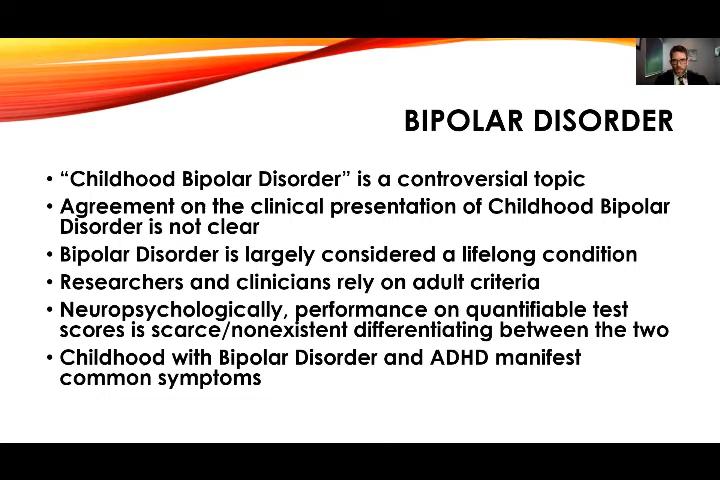 BIPOLAR DISORDER
• “Childhood Bipolar Disorder” is a controversial topic
• Agreement on the clinical presentation of Childhood Bipolar
Disorder is not clear
• Bipolar Disorder is largely considered a lifelong condition
• Researchers and clinicians rely on adult criteria
• Neuropsychologically, performance on quantifiable test
scores is scarce/nonexistent differentiating between the two
• Childhood with Bipolar Disorder and ADHD manifest
common symptoms